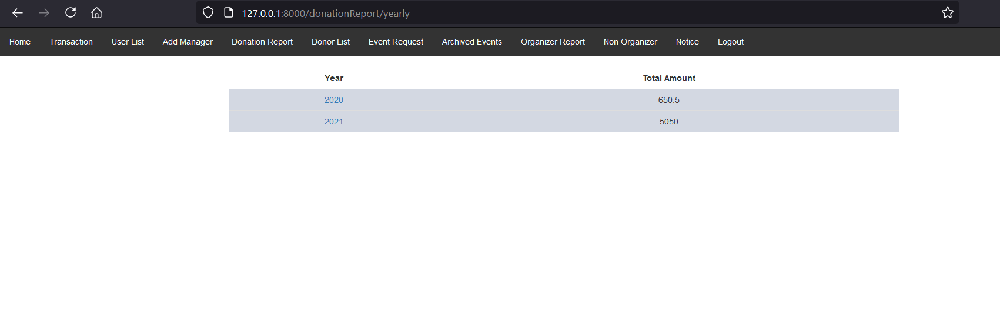 127.0.0.1:8000/donationReport/yearly
Home Transaction User List Add Manager Donation Report Donor List Event Request Archived Events Organizer Report Non Organizer Notice Logout
Year Total Amount
2020 650.5
2021 5050